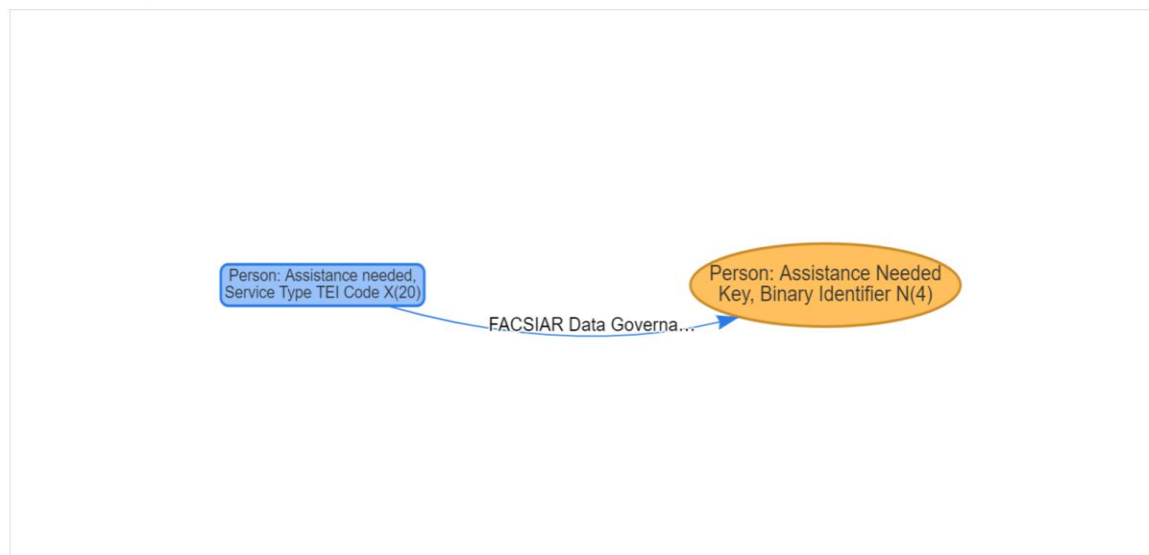 Person: Assistance needed,
Service Type TEI Code X(20)
Person: Assistance Needed
Key, Binary Identifier N(4)
FACSIAR Data Governa...